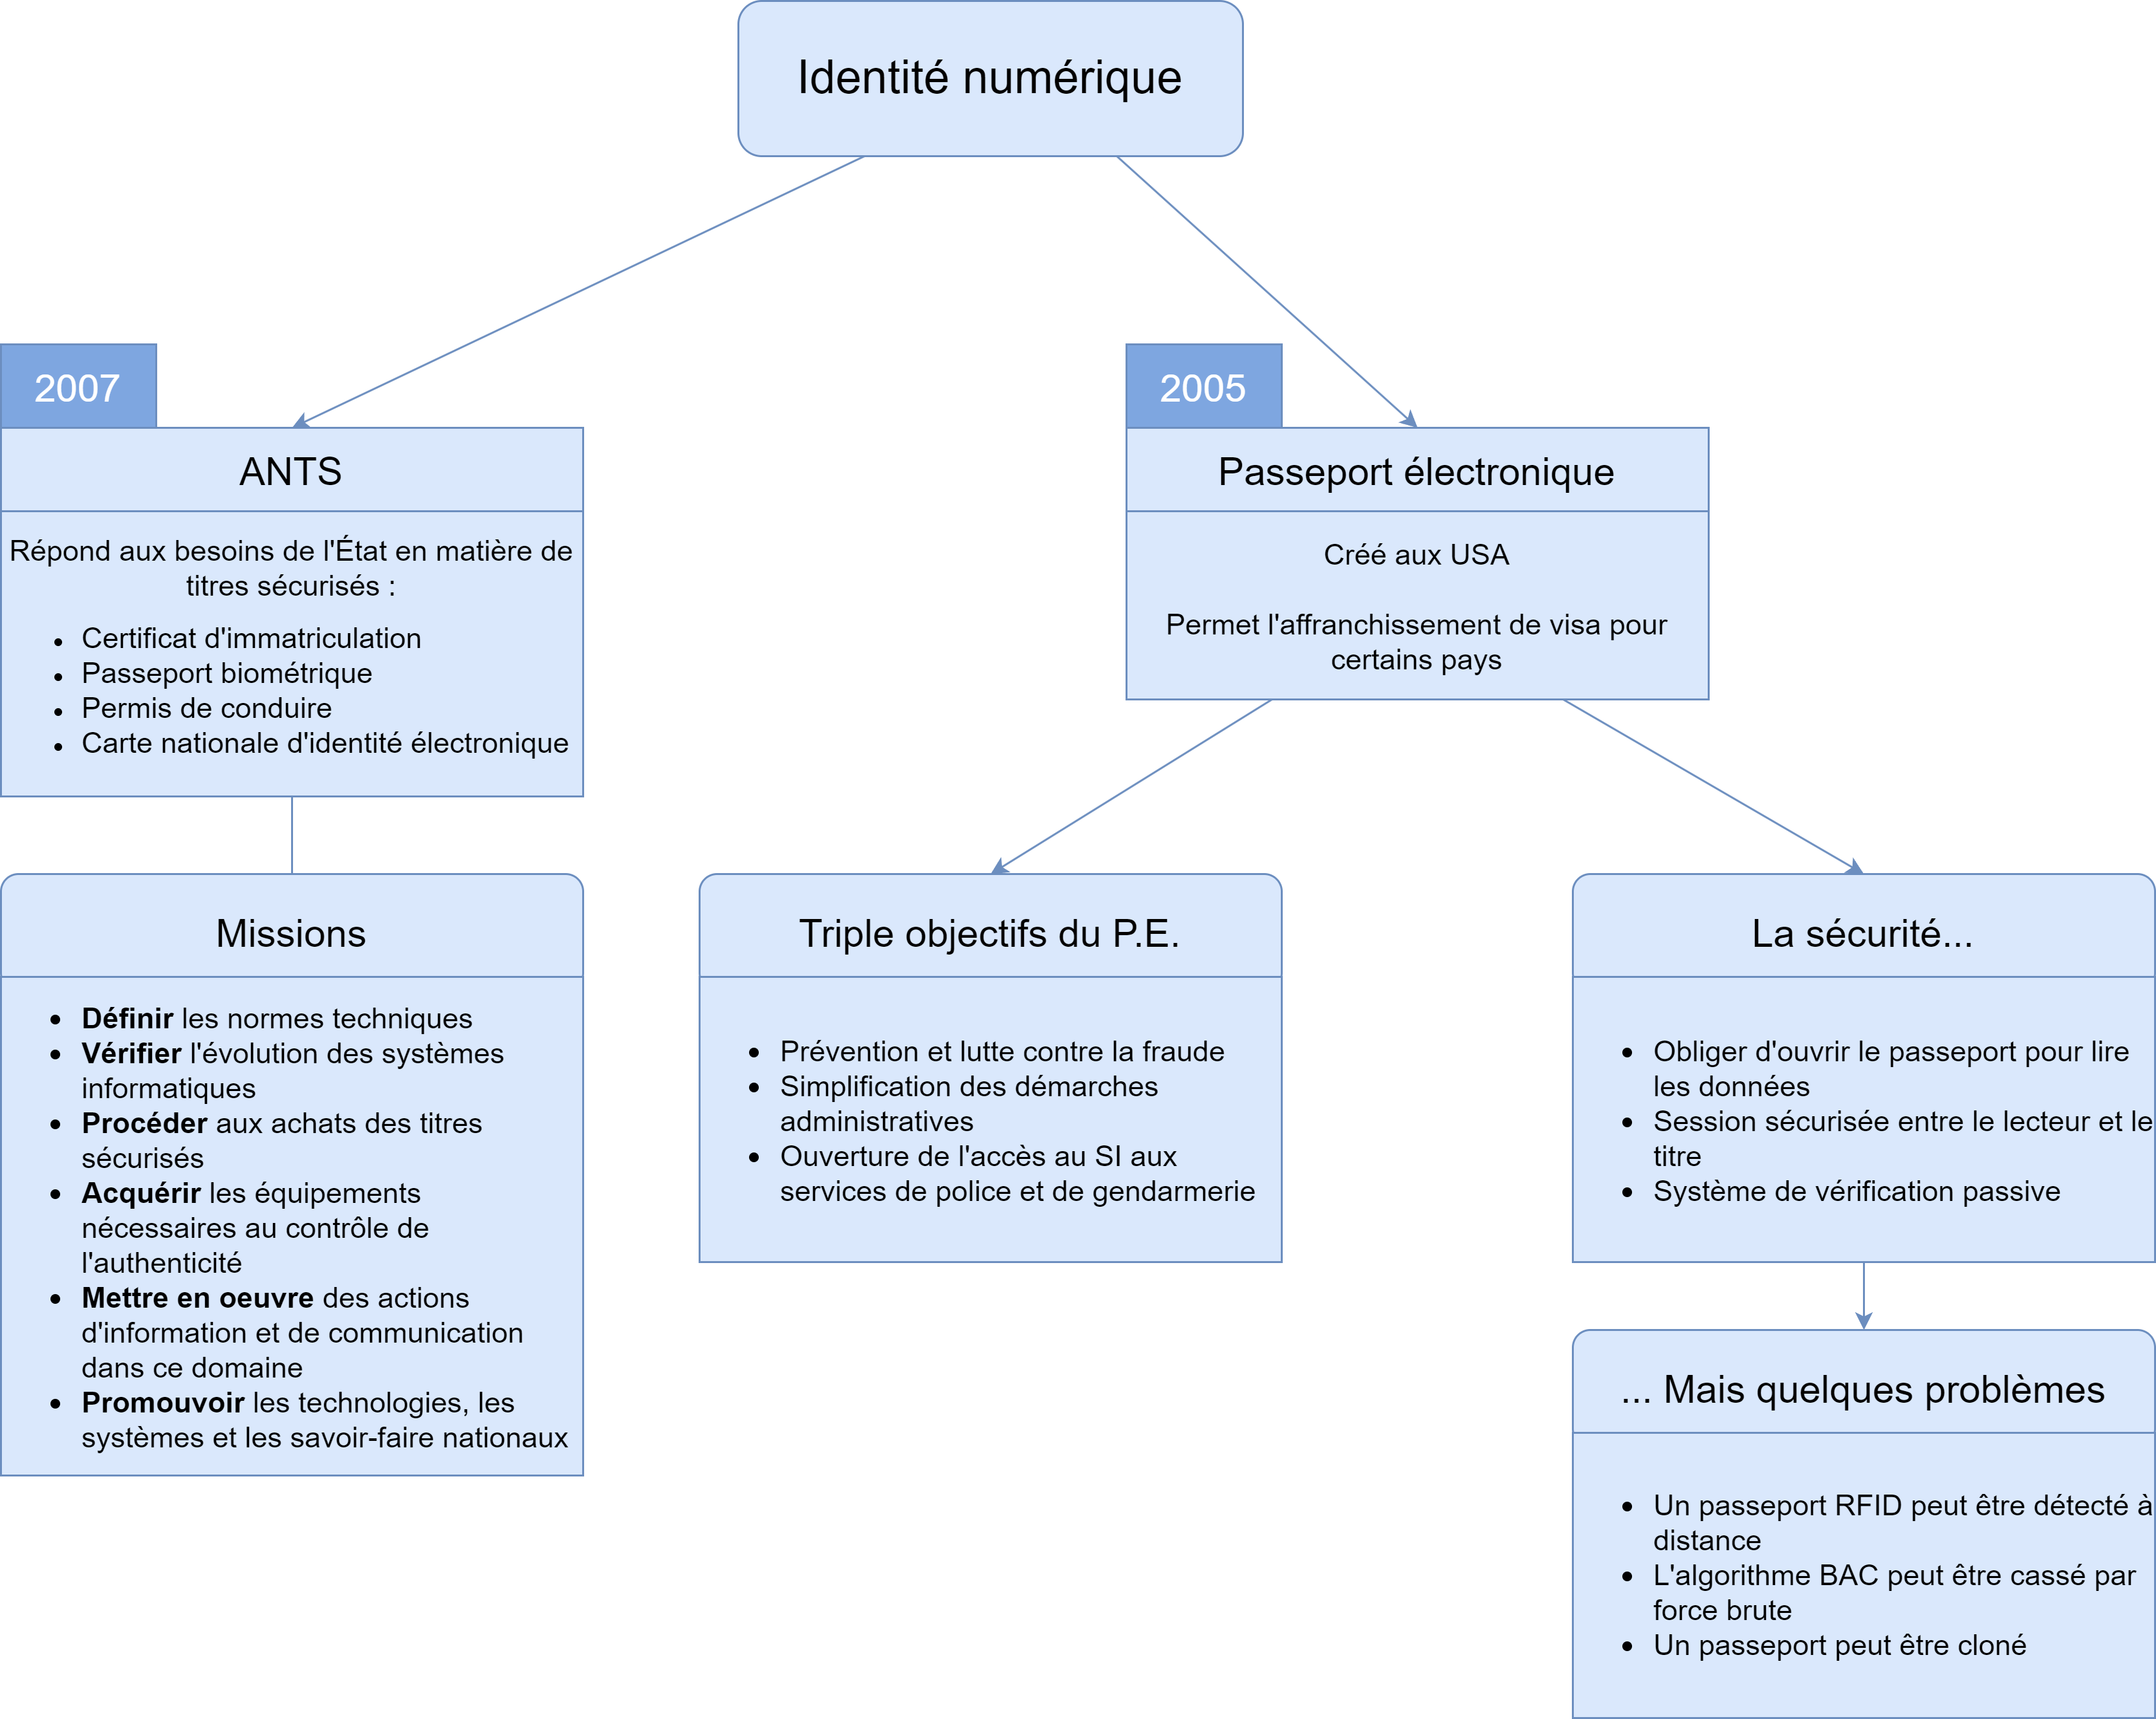 Identité numérique
2007
ANTS
Répond aux besoins de l'État en matière de
titres sécurisés :
Certificat d'immatriculation
Passeport biométrique
Permis de conduire
Carte nationale d'identité électronique
Missions
Définir les normes techniques
Vérifier l'évolution des systèmes
informatiques
Procéder aux achats des titres
sécurisés
Acquérir les équipements
nécessaires au contrôle de
l'authenticité
Mettre en oeuvre des actions
d'information et de communication
dans ce domaine
Promouvoir les technologies, les
systèmes et les savoir-faire nationaux
2005
Passeport électronique
Créé aux USA
Permet l'affranchissement de visa pour
certains pays
Triple objectifs du P.E.
Prévention et lutte contre la fraude
Simplification des démarches
administratives
Ouverture de l'accès au SI aux
services de police et de gendarmerie
La sécurité...
Obliger d'ouvrir le passeport pour lire
les données
Session sécurisée entre le lecteur et le
titre
Système de vérification passive
... Mais quelques problèmes
Un passeport RFID peut être détecté à
distance
L'algorithme BAC peut être cassé par
force brute
Un passeport peut être cloné